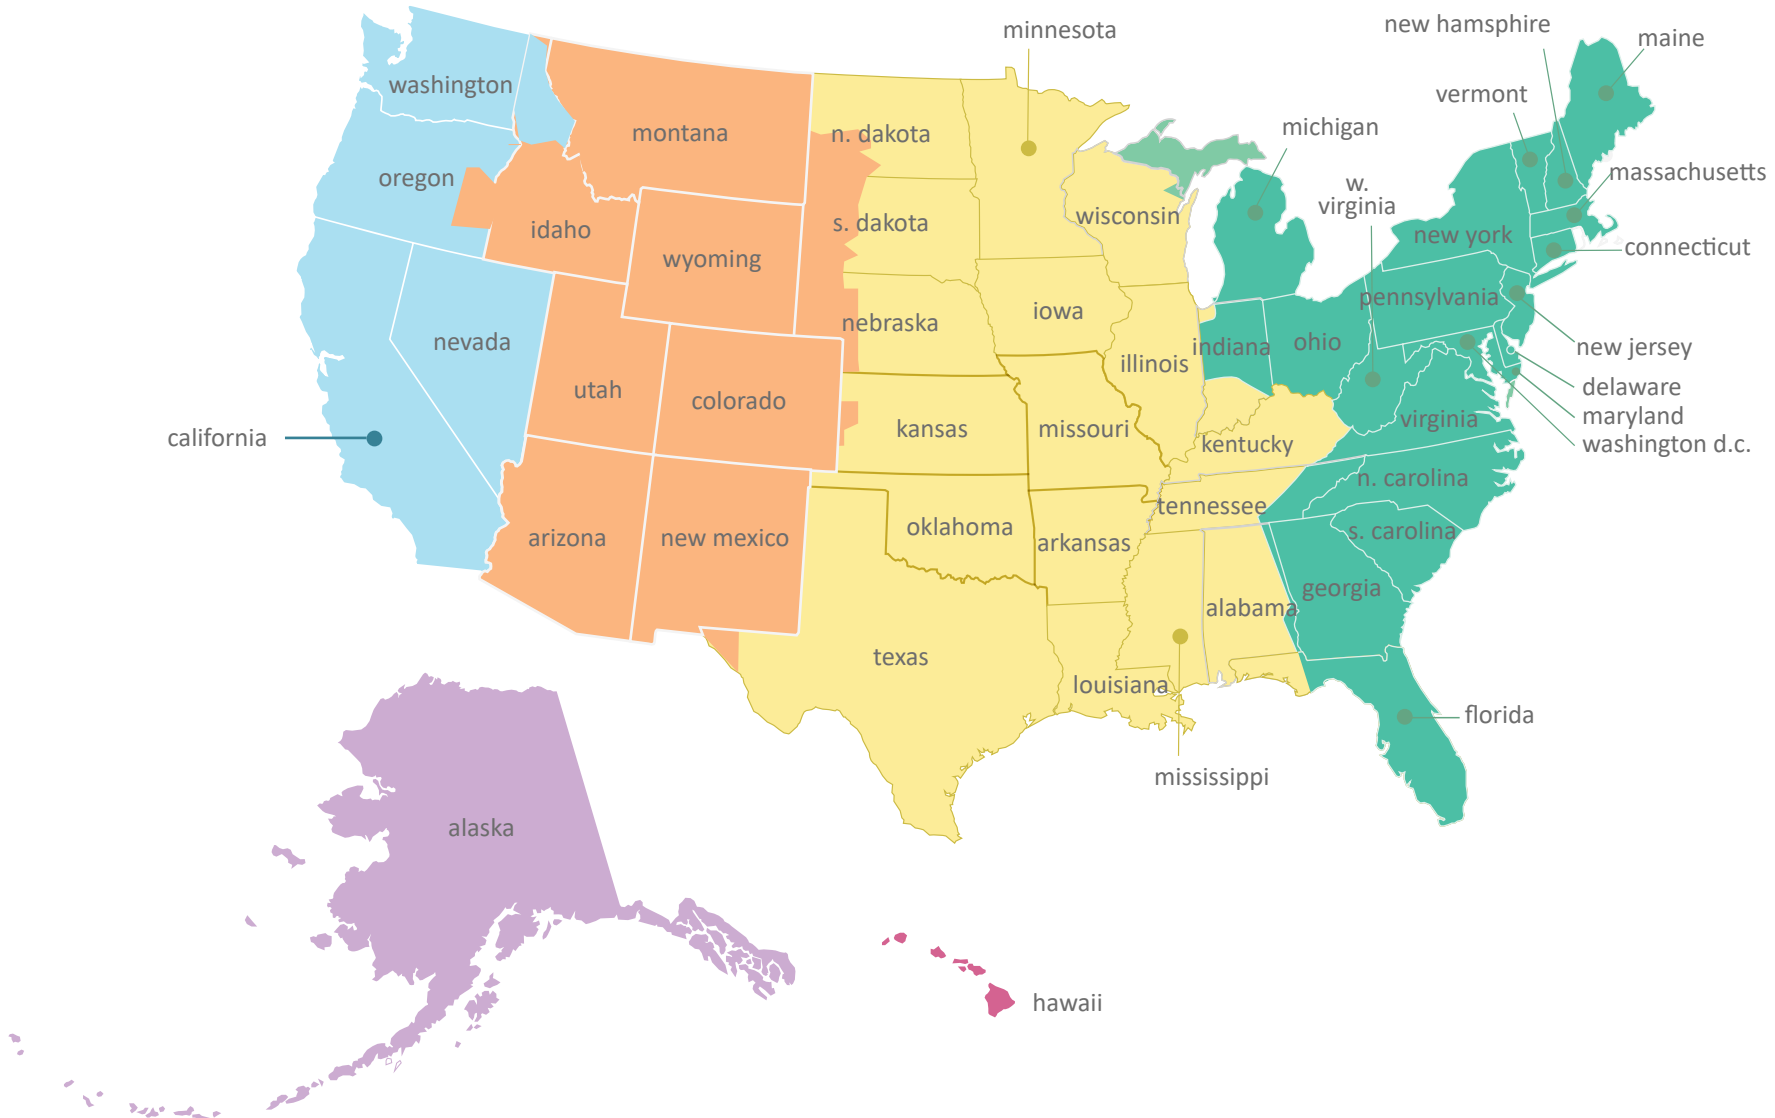 minnesota
new hamsphire
maine
washington
vermont
montana
n. dakota
michigan
oregon
massachusetts
w.
virginia
idaho
s. dakota
wisconsin
new york
connecticut
wyoming
pennsylvania
iowa
nebraska
nevada
ohio
indiana
new jersey
illinois
utah
colorado
delaware
maryland
kansas
missouri
virginia
california
kentucky
washington d.c.
n. carolina
tennessee
oklahoma
s. carolina
arizona
new mexico
arkansas
georgia
alabama
texas
louisiana
florida
mississippi
alaska
hawaii